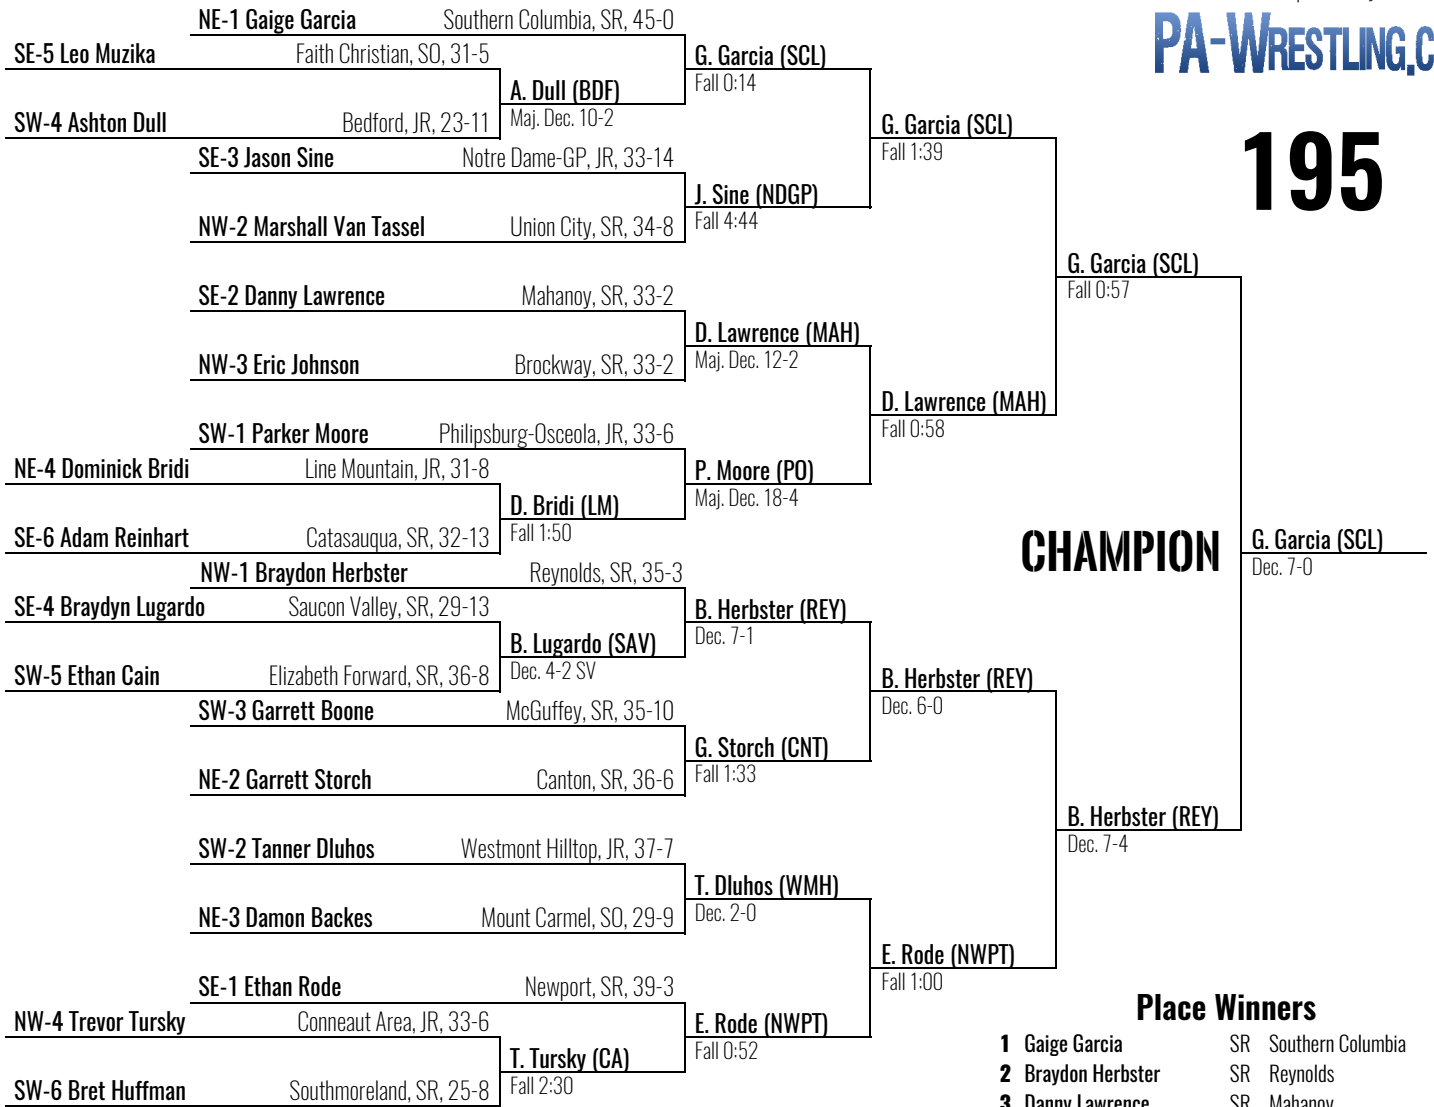 NE-1 Gaige Garcia Southern Columbia, SR, 45-0
SE-5 Leo Muzika Faith Christian, SO, 31-5
G. Garcia (SCL)
Fall 0:14
A. Dull (BDF)
Maj. Dec. 10-2
SW-4 Ashton Dull Bedford, JR, 23-11
G. Garcia (SCL)
Fall 1:39
SE-3 Jason Sine Notre Dame-GP, JR, 33-14
J. Sine (NDGP)
Fall 4:44
NW-2 Marshall Van Tassel Union City, SR, 34-8
PA-WRESTLING.C
195
G. Garcia (SCL)
Fall 0:57
SE-2 Danny Lawrence Mahanoy, SR, 33-2
D. Lawrence (MAH)
Maj. Dec. 12-2
NW-3 Eric Johnson Brockway, SR, 33-2
D. Lawrence (MAH)
Fall 0:58
SW-1 Parker Moore Philipsburg-Osceola, JR, 33-6
NE-4 Dominick Bridi Line Mountain, JR, 31-8
P. Moore (PO)
Maj. Dec. 18-4
D. Bridi (LM)
Fall 1:50
SE-6 Adam Reinhart Catasauqua, SR, 32-13
CHAMPION
G. Garcia (SCL)
Dec. 7-0
NW-1 Braydon Herbster Reynolds, SR, 35-3
SE-4 Braydyn Lugardo Saucon Valley, SR, 29-13
B. Herbster (REY)
Dec. 7-1
B. Lugardo (SAV)
Dec. 4-2 SV
SW-5 Ethan Cain Elizabeth Forward, SR, 36-8
B. Herbster (REY)
Dec. 6-0
SW-3 Garrett Boone McGuffey, SR, 35-10
G. Storch (CNT)
Fall 1:33
NE-2 Garrett Storch Canton, SR, 36-6
B. Herbster (REY)
Dec. 7-4
SW-2 Tanner Dluhos Westmont Hilltop, JR, 37-7
T. Dluhos (WMH)
Dec. 2-0
NE-3 Damon Backes Mount Carmel, SO, 29-9
E. Rode (NWPT)
Fall 1:00
SE-1 Ethan Rode Newport, SR, 39-3
NW-4 Trevor Tursky Conneaut Area, JR, 33-6
E. Rode (NWPT)
Fall 0:52
T. Tursky (CA)
Fall 2:30
SW-6 Bret Huffman Southmoreland, SR, 25-8
Place Winners
1 Gaige Garcia SR Southern Columbia
2 Braydon Herbster SR Reynolds
3 Danny Lawrence SR Mahanoy